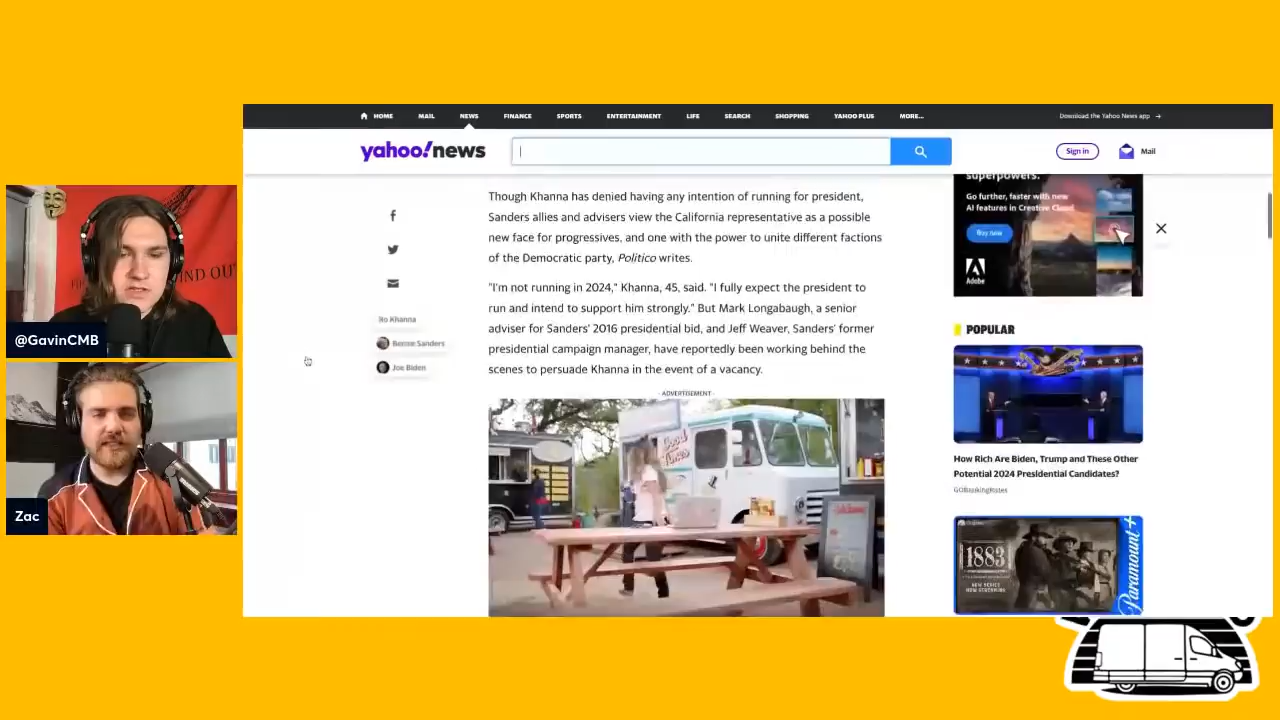 HOME MAIL NEWS FINANCE SPORTS ENTERTAINMENT LIFE SEARCH SHOPPING YAHOO PLUS MORE... Download the Yahoo News app →
yahoo!news
Sign in
Mail
Though Khanna has denied having any intention of running for president,
Sanders allies and advisers view the California representative as a possible
new face for progressives, and one with the power to unite different factions
of the Democratic party, Politico writes.
"I'm not running in 2024," Khanna, 45, said. "I fully expect the president to
run and intend to support him strongly." But Mark Longabaugh, a senior
adviser for Sanders' 2016 presidential bid, and Jeff Weaver, Sanders' former
presidential campaign manager, have reportedly been working behind the
scenes to persuade Khanna in the event of a vacancy.
- ADVERTISEMENT -
Good
Ro Khanna
Bernie Sanders
Joe Biden
superpowers.
Go further, faster with new
AI features in Creative Cloud.
Buy now
Adobe
POPULAR
How Rich Are Biden, Trump and These Other
Potential 2024 Presidential Candidates?
GOBankingRates
1883
NEW SERIES
NOW STREAMING
Paramount+
ND OUT
@GavinCMB
Zac